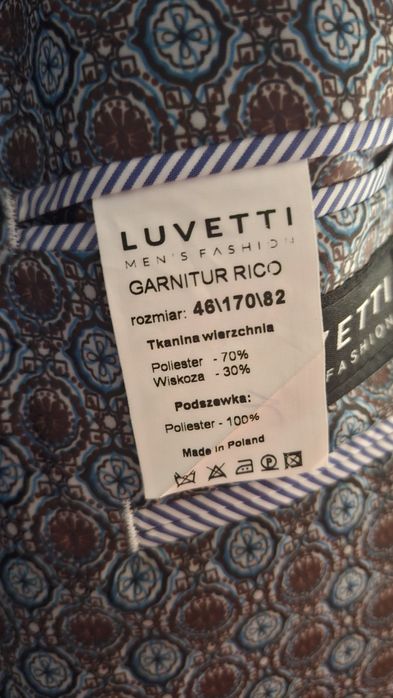 LUVETTI
MEN'S FASHION
GARNITUR RICO
rozmiar: 46\170\82
Tkanina wierzchnia
Poliester - 70%
Wiskoza - 30%
Podszewka:
Poliester - 100%
Made in Poland
VETTI
FASHION